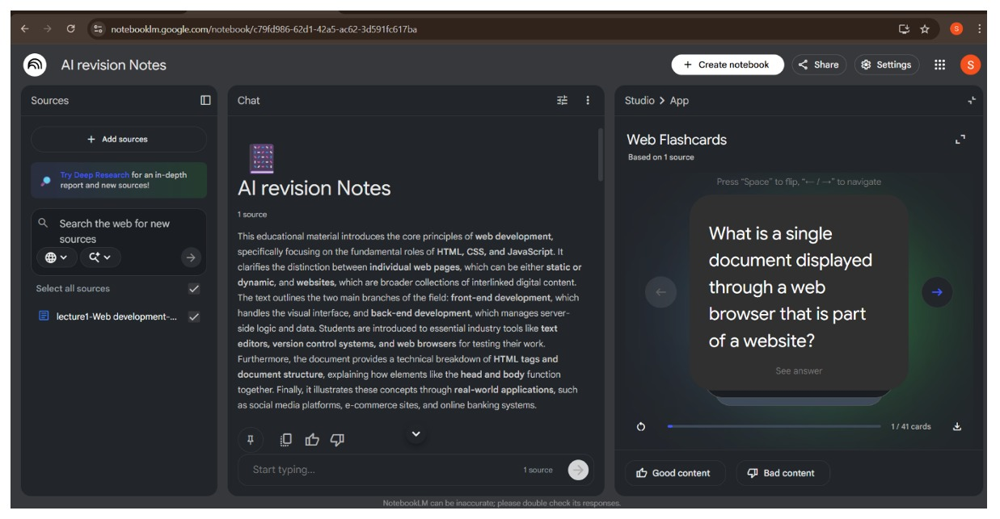 notebooklm.google.com/notebook/c79fd986-62d1-42a5-ac62-3d591fc617ba
S
AI revision Notes
+ Create notebook
Share
Settings
S
Sources
+ Add sources
Try Deep Research for an in-depth
report and new sources!
Search the web for new
sources
Select all sources
lecture1-Web development-...
Chat
AI revision Notes
1 source
This educational material introduces the core principles of web development,
specifically focusing on the fundamental roles of HTML, CSS, and JavaScript. It
clarifies the distinction between individual web pages, which can be either static or
dynamic, and websites, which are broader collections of interlinked digital content.
The text outlines the two main branches of the field: front-end development, which
handles the visual interface, and back-end development, which manages server-
side logic and data. Students are introduced to essential industry tools like text
editors, version control systems, and web browsers for testing their work.
Furthermore, the document provides a technical breakdown of HTML tags and
document structure, explaining how elements like the head and body function
together. Finally, it illustrates these concepts through real-world applications, such
as social media platforms, e-commerce sites, and online banking systems.
Start typing...
1 source
Studio > App
Web Flashcards
Based on 1 source
Press "Space" to flip, "← / →" to navigate
What is a single
document displayed
through a web
browser that is part
of a website?
See answer
1 / 41 cards
Good content
Bad content
NotebookLM can be inaccurate; please double check its responses.